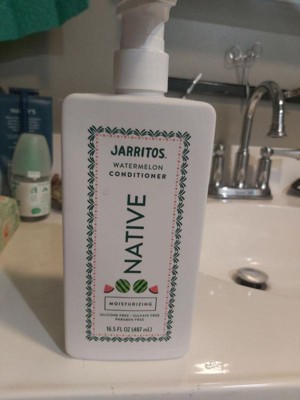 JARRITOS.
WATERMELON
CONDITIONER
NATIVE
MOISTURIZING
SILICONE FREE • SULFATE FREE
PARABEN FREE
16.5 FL OZ (487 mL)